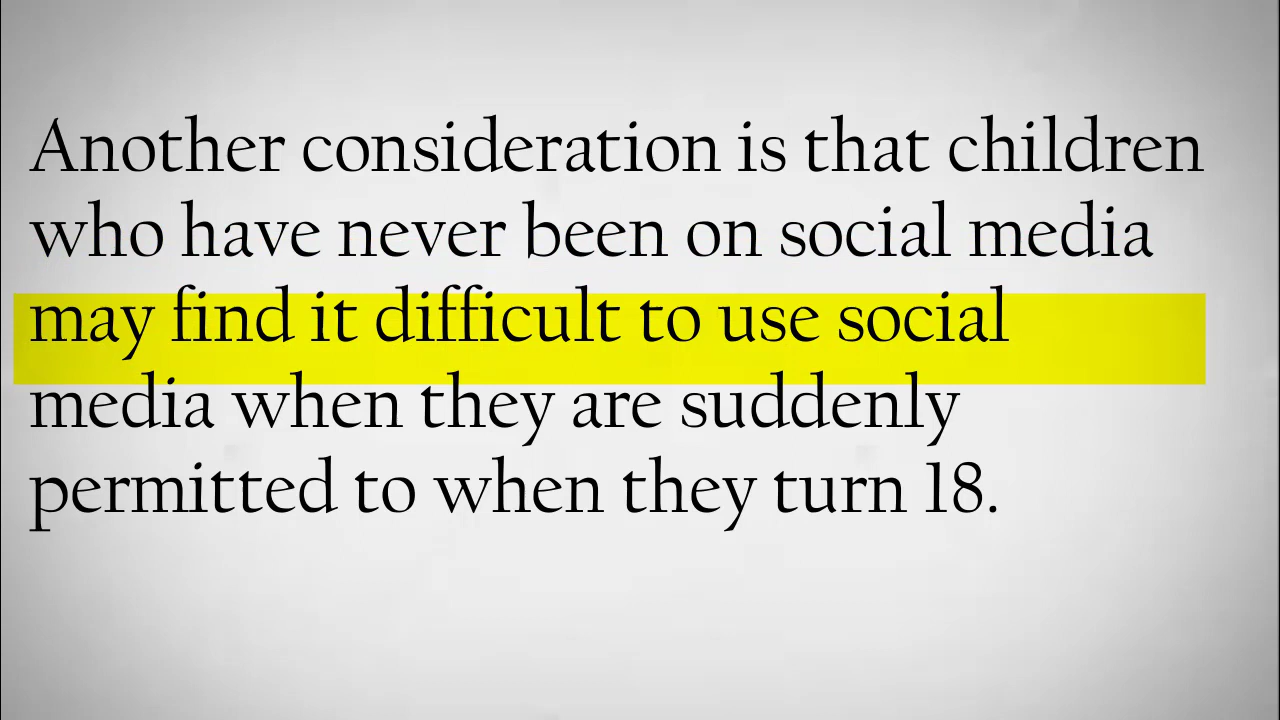 Another consideration is that children
who have never been on social media
may find it difficult to use social
media when they are suddenly
permitted to when they turn 18.